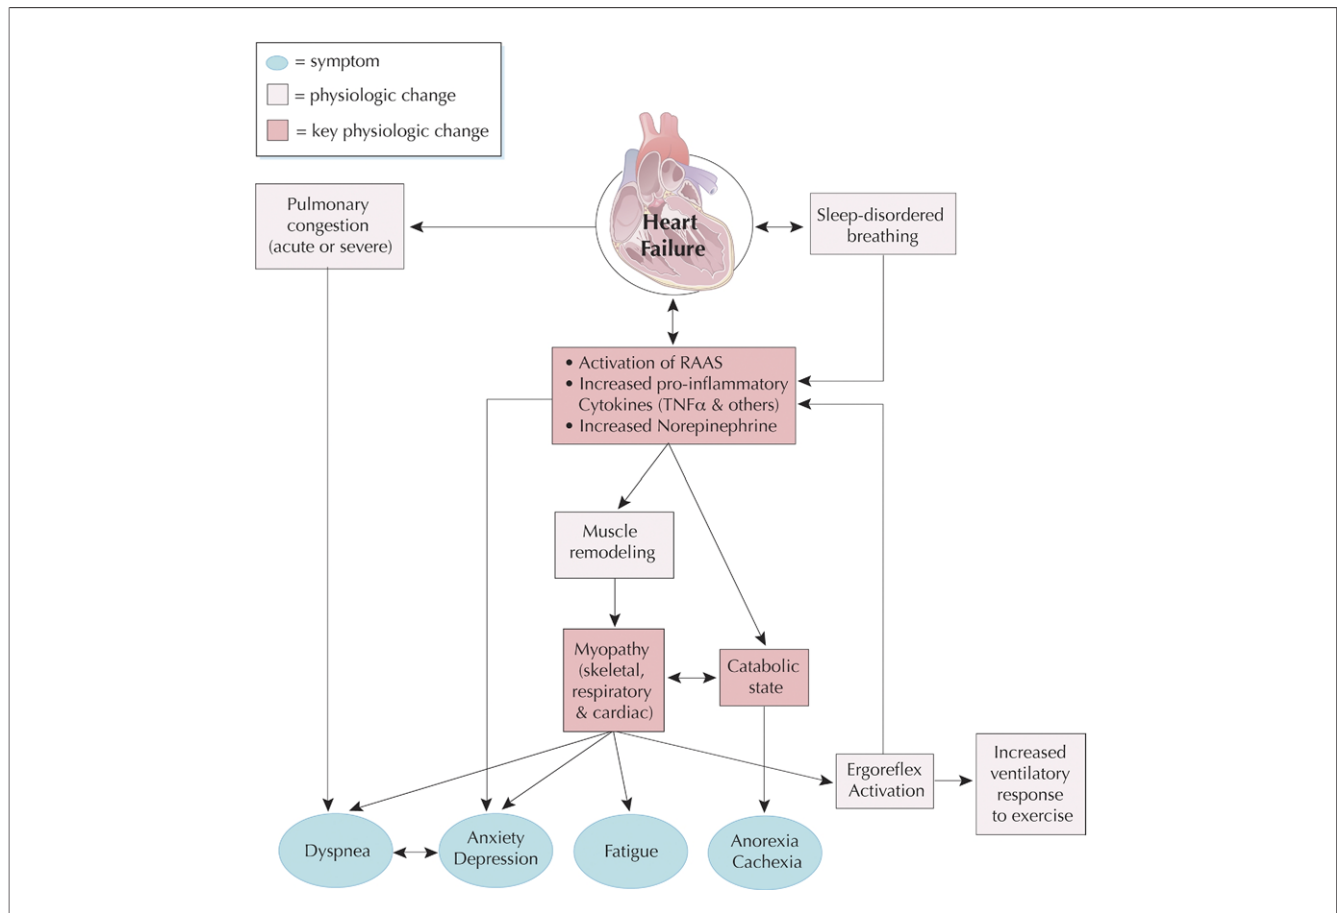 = symptom
= physiologic change
= key physiologic change
Pulmonary
congestion
(acute or severe)
Heart
Failure
Sleep-disordered
breathing
• Activation of RAAS
• Increased pro-inflammatory
Cytokines (TNFα & others)
• Increased Norepinephrine
Muscle
remodeling
Myopathy
(skeletal,
respiratory
& cardiac)
Catabolic
state
Ergoreflex
Activation
Increased
ventilatory
response
to exercise
Dyspnea
Anxiety
Depression
Fatigue
Anorexia
Cachexia